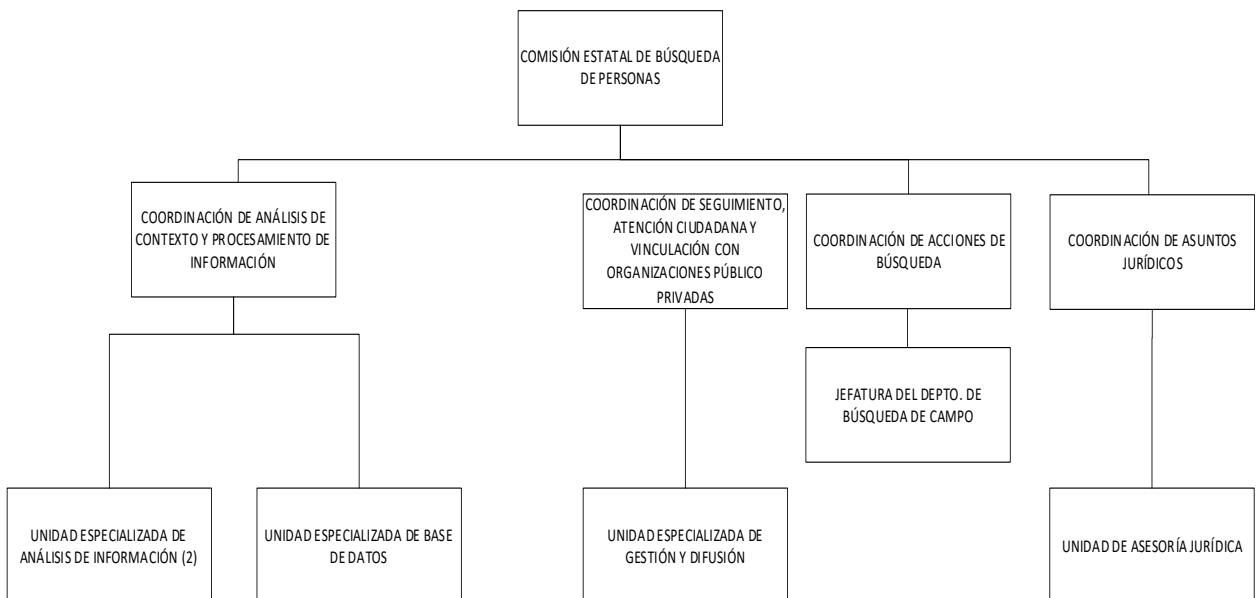 COMISIÓN ESTATAL DE BÚSQUEDA
DE PERSONAS
COORDINACIÓN DE ANÁLISIS DE
CONTEXTO Y PROCESAMIENTO DE
INFORMACIÓN
COORDINACIÓN DE SEGUIMIENTO,
ATENCIÓN CIUDADANA Y
VINCULACIÓN CON
ORGANIZACIONES PÚBLICO
PRIVADAS
COORDINACIÓN DE ACCIONES DE
BÚSQUEDA
COORDINACIÓN DE ASUNTOS
JURÍDICOS
JEFATURA DEL DEPTO. DE
BÚSQUEDA DE CAMPO
UNIDAD ESPECIALIZADA DE
ANÁLISIS DE INFORMACIÓN (2)
UNIDAD ESPECIALIZADA DE BASE
DE DATOS
UNIDAD ESPECIALIZADA DE
GESTIÓN Y DIFUSIÓN
UNIDAD DE ASESORÍA JURÍDICA